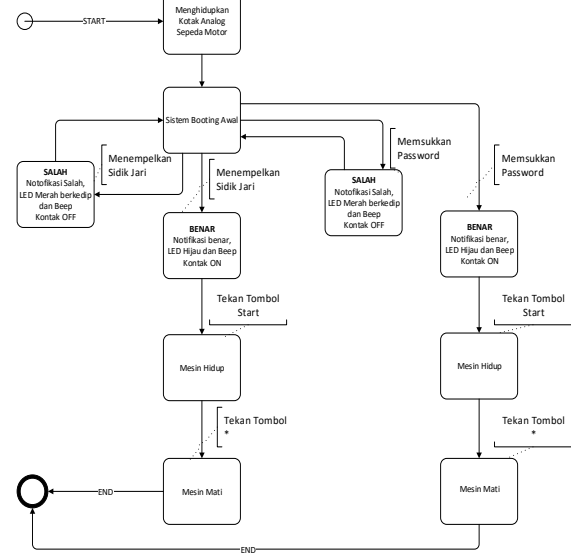 Menghidupkan
Kotak Analog
Sepeda Motor
START
Sistem Booting Awal
SALAH
Notofikasi Salah,
LED Merah berkedip
dan Beep
Kontak OFF
Menempelkan
Sidik Jari
Menempelkan
Sidik Jari
SALAH
Notofikasi Salah,
LED Merah berkedip
dan Beep
Kontak OFF
Memsukkan
Password
Memsukkan
Password
BENAR
Notifikasi benar,
LED Hijau dan Beep
Kontak ON
BENAR
Notifikasi benar,
LED Hijau dan Beep
Kontak ON
Tekan Tombol
Start
Tekan Tombol
Start
Mesin Hidup
Mesin Hidup
Tekan Tombol
*
Tekan Tombol
*
Mesin Mati
Mesin Mati
END
END